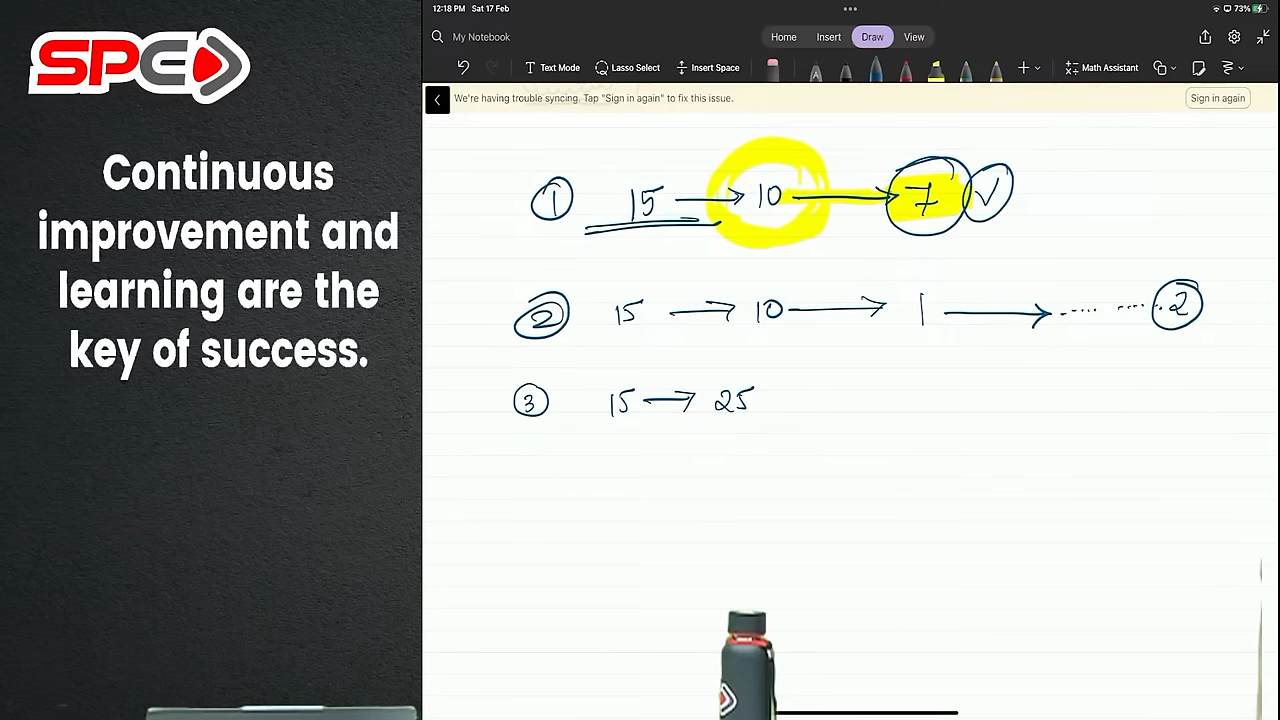 SPED
Continuous
improvement and
learning are the
key of success.
12:18 PM Sat 17 Feb
73%
My Notebook
Home Insert Draw View
Text Mode Lasso Select Insert Space Math Assistant
We're having trouble syncing. Tap "Sign in again" to fix this issue. Sign in again
① 15 → 10 → 7 ✓
② 15 → 10 → 1 → ........ 2
③ 15 → 25